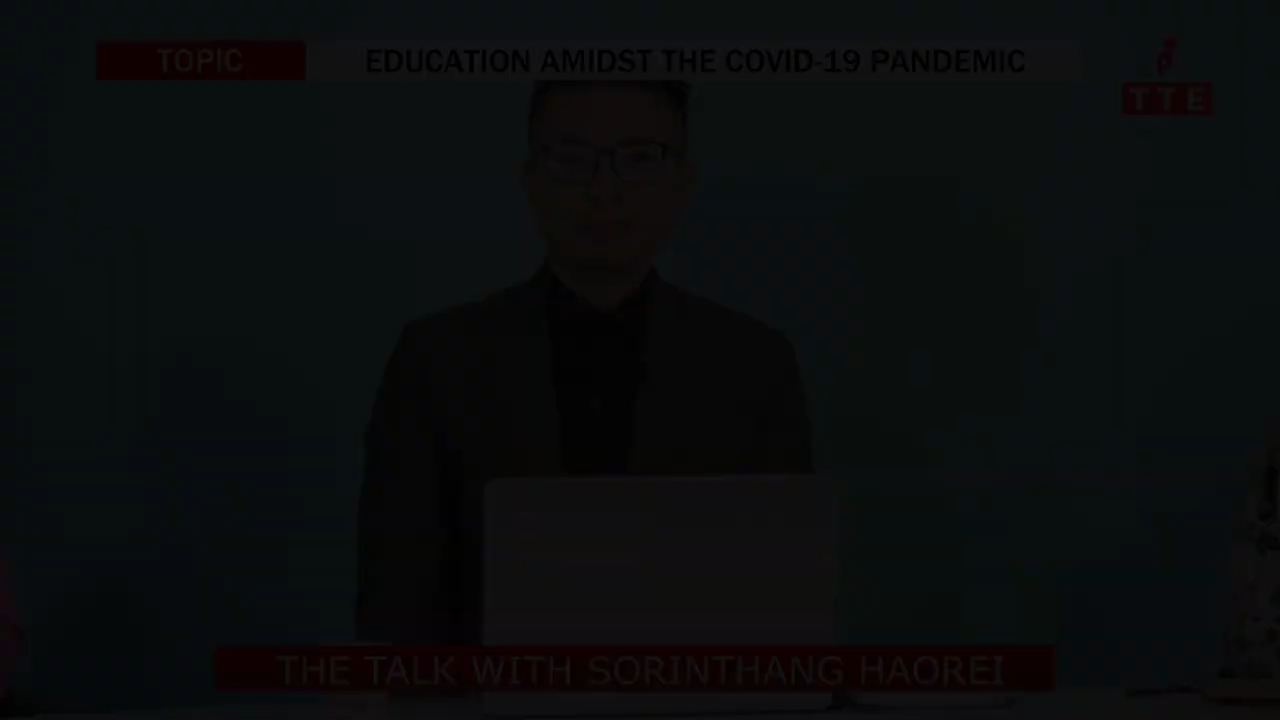 TOPIC EDUCATION AMIDST THE COVID-19 PANDEMIC
TTE
THE TALK WITH SORINTHANG HAOREI